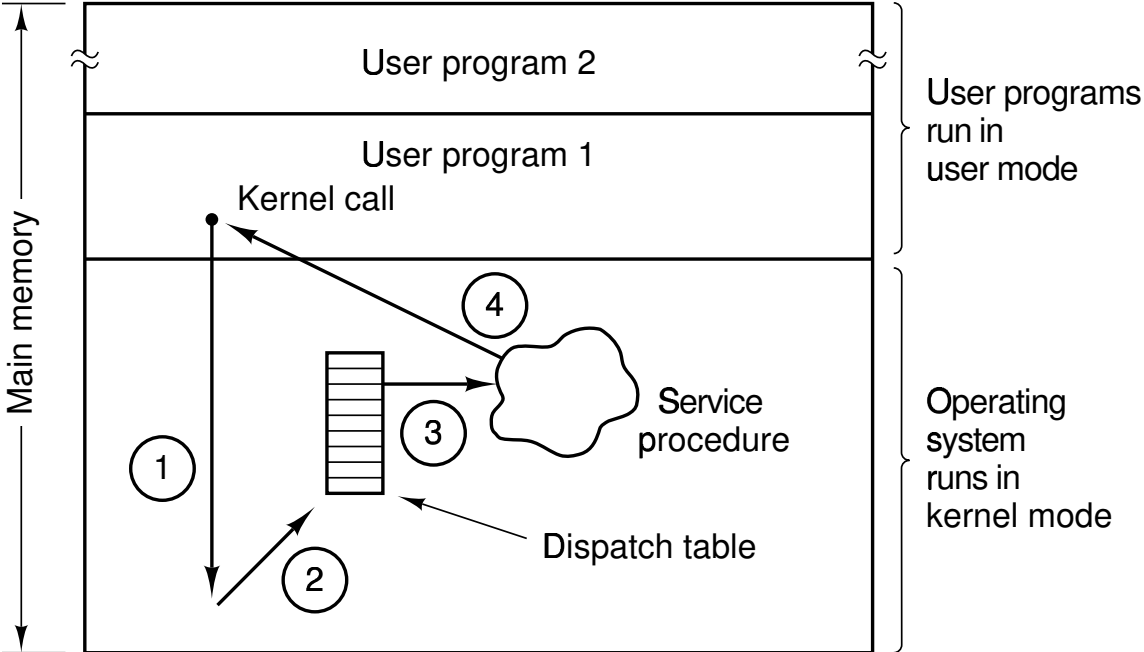 User program 2
User programs
run in
user mode
User program 1
Kernel call
Main memory
4
3
Service
procedure
Operating
system
runs in
kernel mode
1
2
Dispatch table